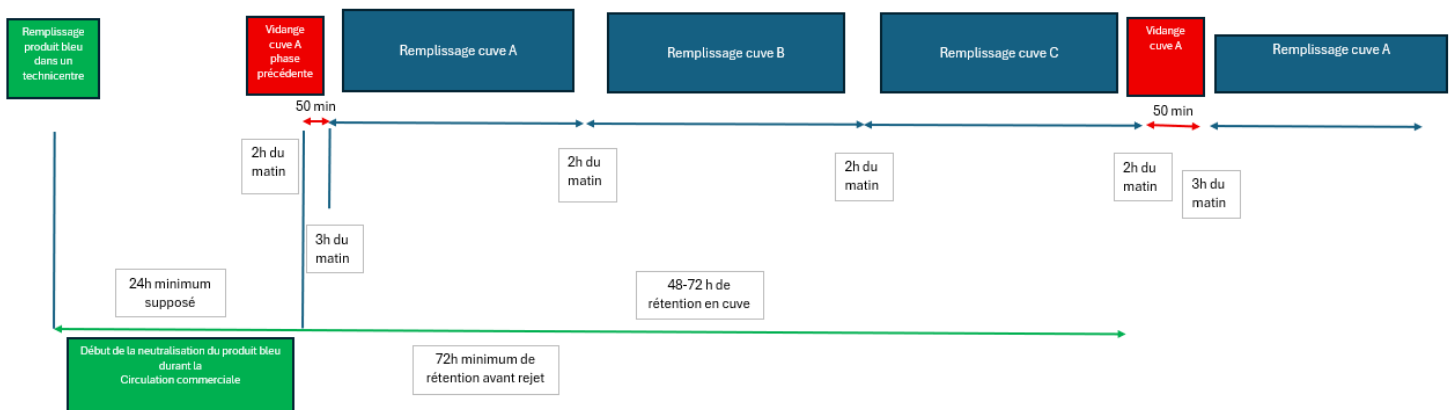 Remplissage
produit bleu
dans un
technicentre
Vidange
cuve A
phase
précédente
Remplissage cuve A
Remplissage cuve B
Remplissage cuve C
Vidange
cuve A
Remplissage cuve A
50 min
50 min
2h du
matin
2h du
matin
2h du
matin
2h du
matin
3h du
matin
3h du
matin
24h minimum
supposé
48-72 h de
rétention en cuve
Début de la neutralisation du produit bleu
durant la
Circulation commerciale
72h minimum de
rétention avant rejet